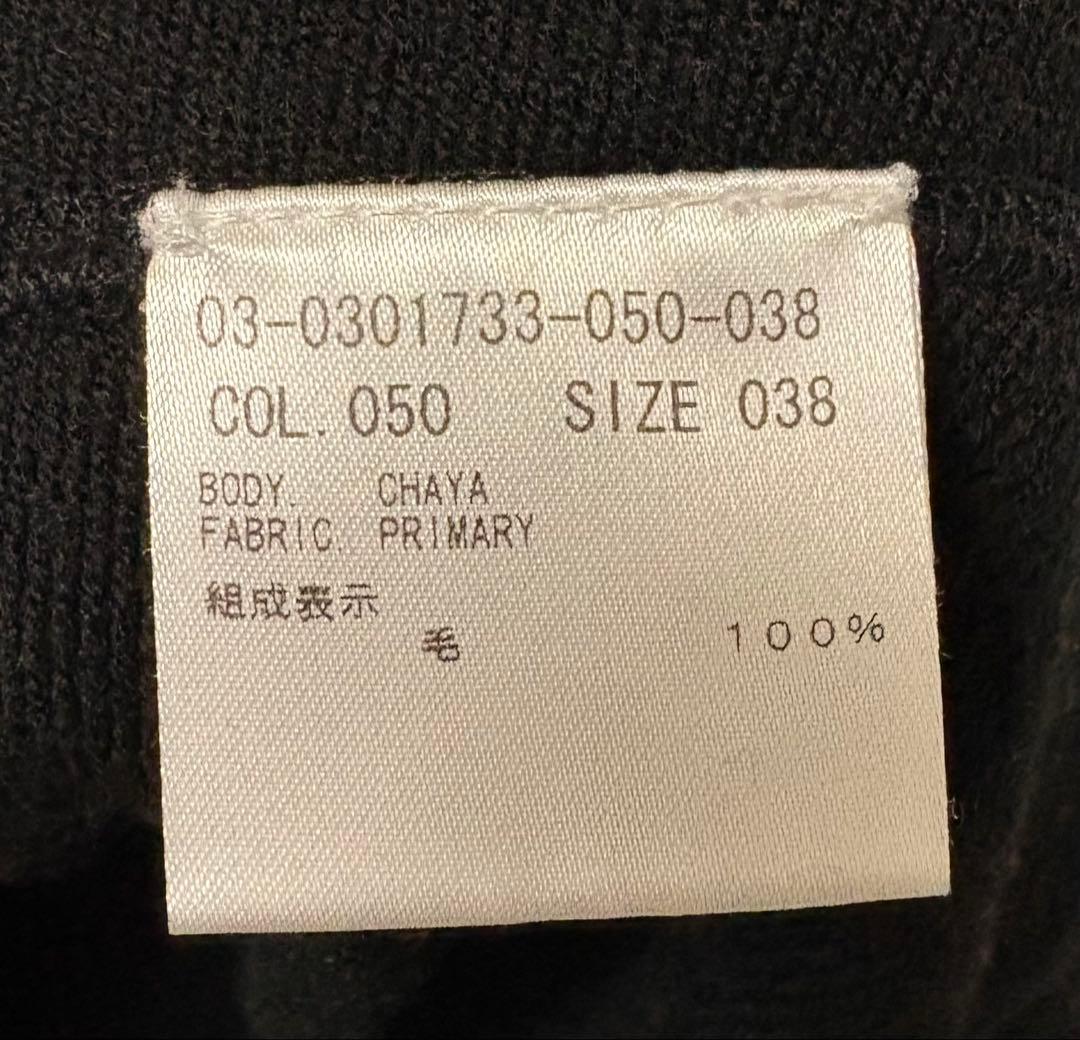 03-0301733-050-038
COL. 050 SIZE 038
BODY. CHAYA
FABRIC. PRIMARY
組成表示
毛 100%